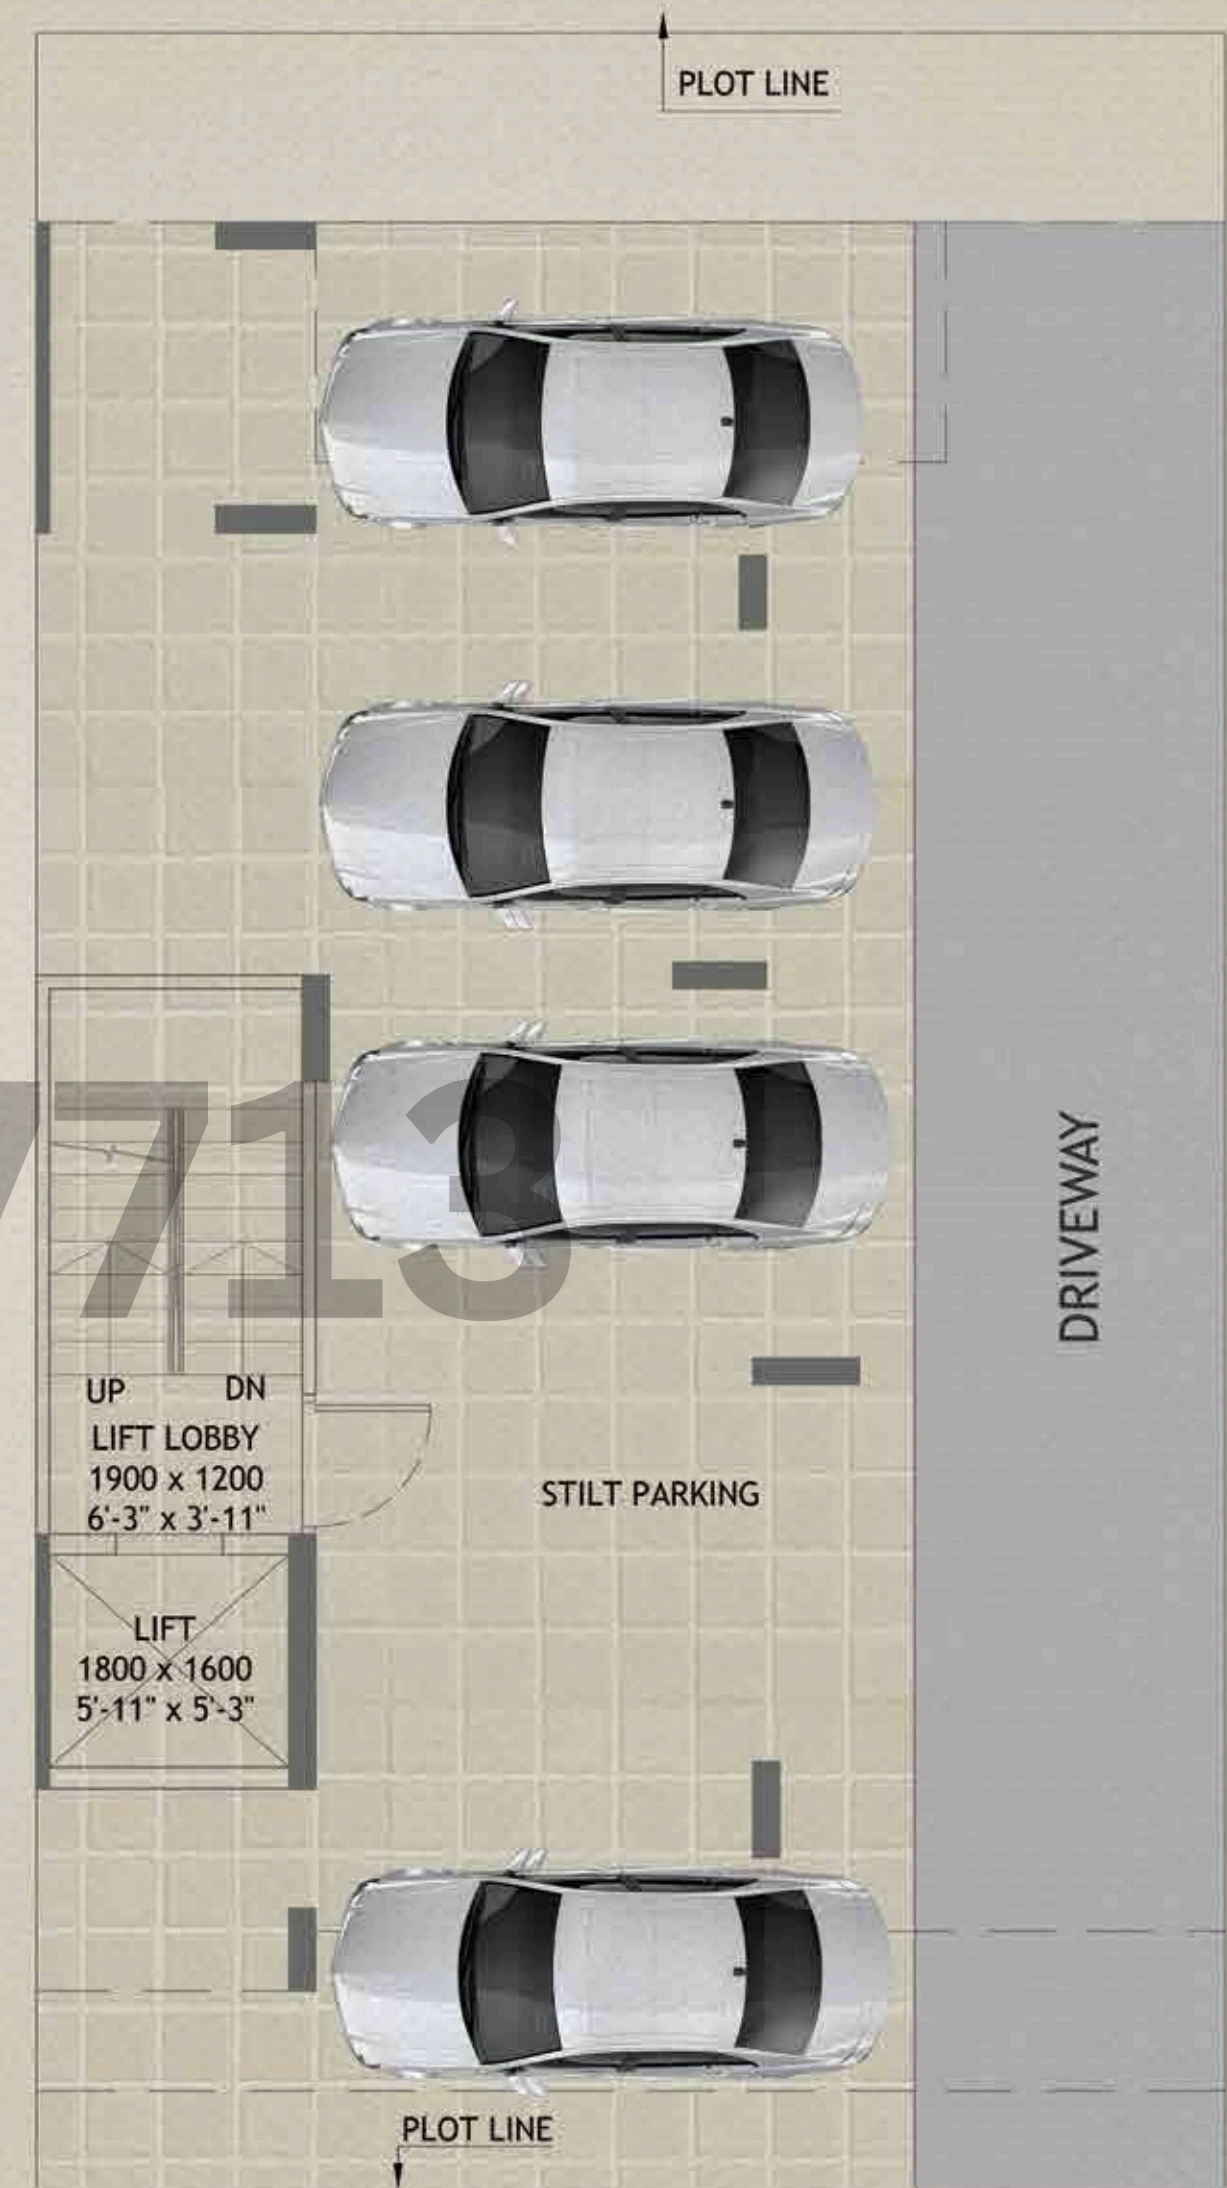 PLOT LINE
7713
DRIVEWAY
UP DN
LIFT LOBBY
1900 x 1200
6'-3" x 3'-11"
STILT PARKING
LIFT
1800 x 1600
5'-11" x 5'-3"
PLOT LINE